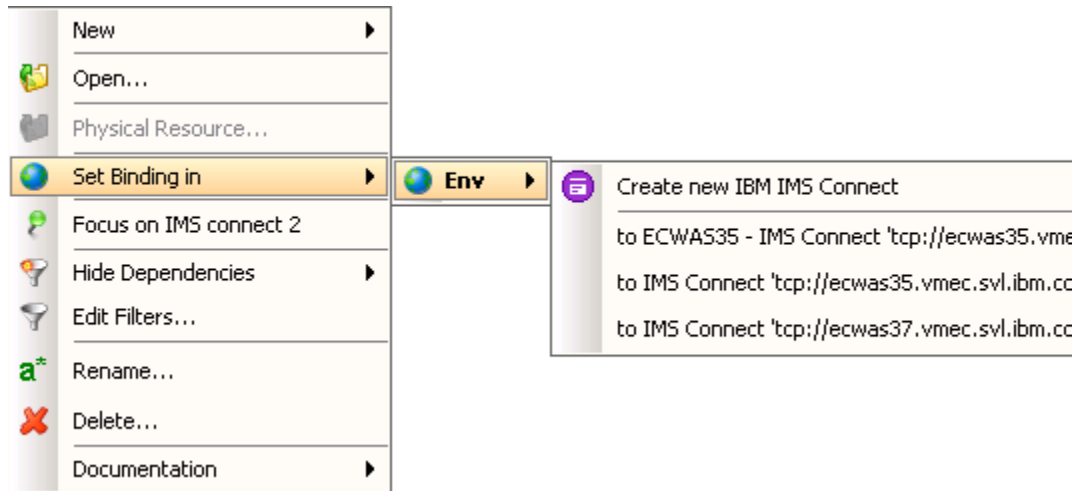 New
Open...
Physical Resource...
Set Binding in
Env
Create new IBM IMS Connect
to ECWAS35 - IMS Connect 'tcp://ecwas35.vme
to IMS Connect 'tcp://ecwas35.vmec.svl.ibm.co
to IMS Connect 'tcp://ecwas37.vmec.svl.ibm.co
Focus on IMS connect 2
Hide Dependencies
Edit Filters...
a* Rename...
Delete...
Documentation